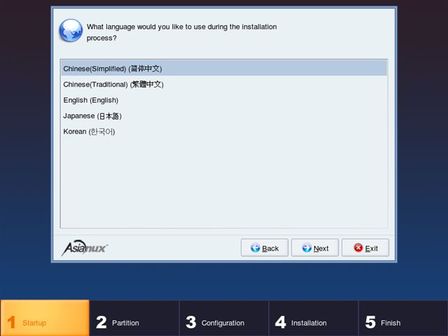 What language would you like to use during the installation
process?
Chinese(Simplified) (简体中文)
Chinese(Traditional) (繁體中文)
English (English)
Japanese (日本語)
Korean (한국어)
Asianux
Back
Next
Exit
1 Startup
2 Partition
3 Configuration
4 Installation
5 Finish